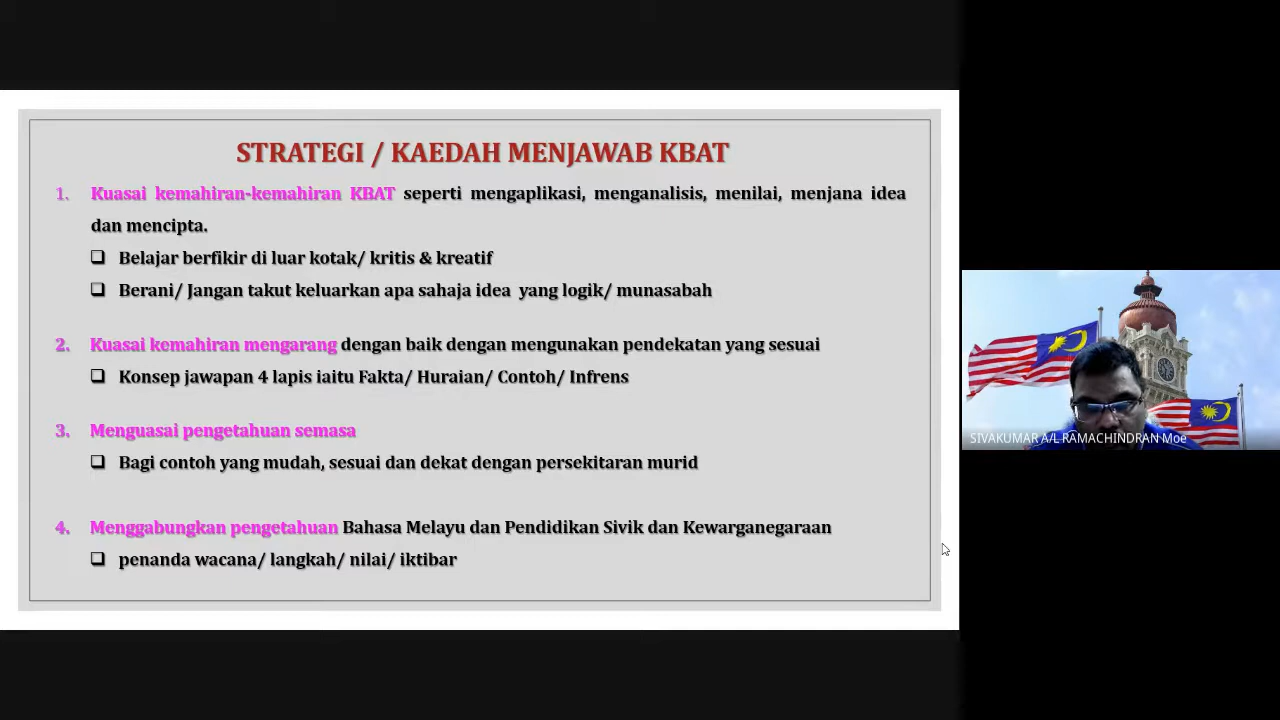 STRATEGI / KAEDAH MENJAWAB KBAT
1. Kuasai kemahiran-kemahiran KBAT seperti mengaplikasi, menganalisis, menilai, menjana idea
dan mencipta.
❑ Belajar berfikir di luar kotak/ kritis & kreatif
❑ Berani/ Jangan takut keluarkan apa sahaja idea yang logik/ munasabah
2. Kuasai kemahiran mengarang dengan baik dengan mengunakan pendekatan yang sesuai
❑ Konsep jawapan 4 lapis iaitu Fakta/ Huraian/ Contoh/ Infrens
3. Menguasai pengetahuan semasa
❑ Bagi contoh yang mudah, sesuai dan dekat dengan persekitaran murid
4. Menggabungkan pengetahuan Bahasa Melayu dan Pendidikan Sivik dan Kewarganegaraan
❑ penanda wacana/ langkah/ nilai/ iktibar
SIVAKUMAR A/L RAMACHINDRAN Moe